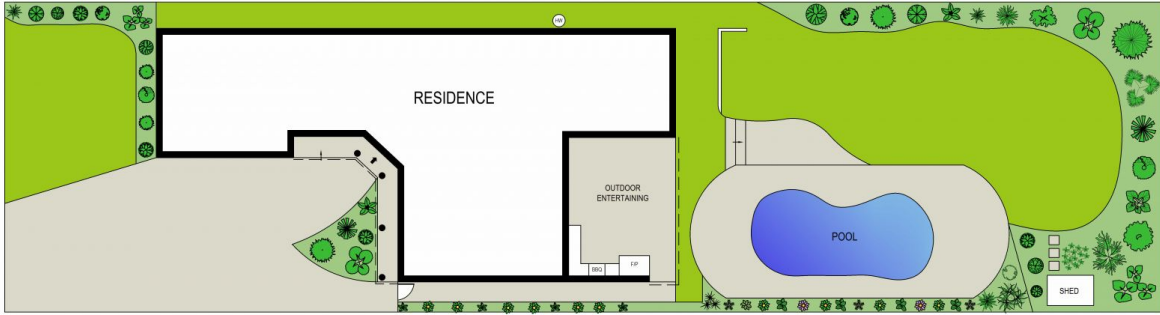 HW
RESIDENCE
OUTDOOR
ENTERTAINING
POOL
BBQ
F/P
SHED